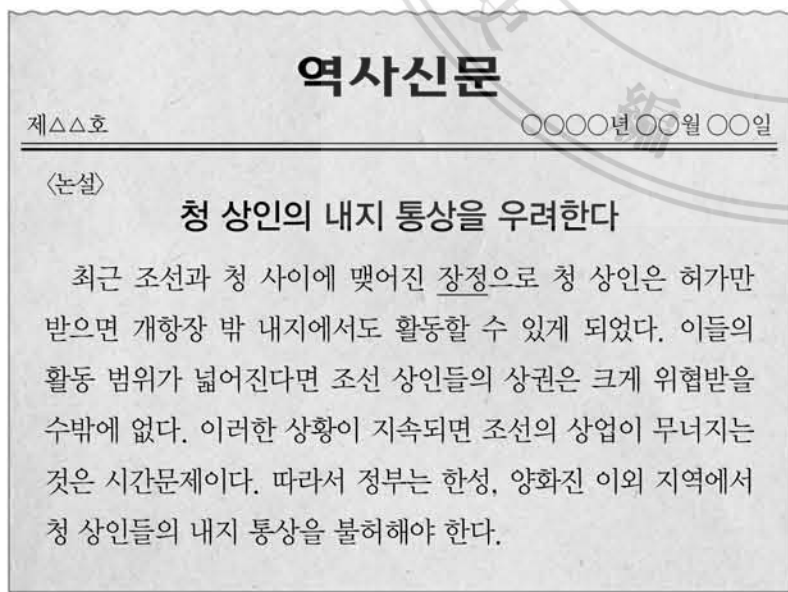 역사신문
제△△호 ○○○○년 ○○월 ○○일
〈논설〉
청 상인의 내지 통상을 우려한다
최근 조선과 청 사이에 맺어진 장정으로 청 상인은 허가만
받으면 개항장 밖 내지에서도 활동할 수 있게 되었다. 이들의
활동 범위가 넓어진다면 조선 상인들의 상권은 크게 위협받을
수밖에 없다. 이러한 상황이 지속되면 조선의 상업이 무너지는
것은 시간문제이다. 따라서 정부는 한성, 양화진 이외 지역에서
청 상인들의 내지 통상을 불허해야 한다.